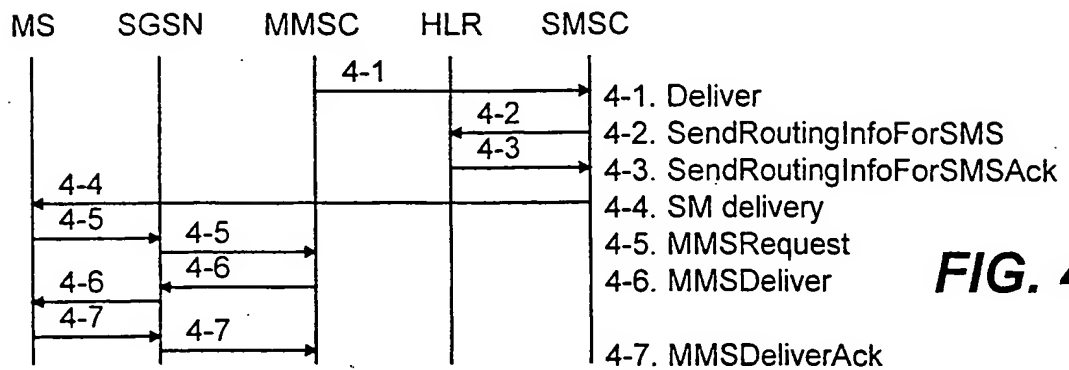 MS SGSN MMSC HLR SMSC
4-1
4-1. Deliver
4-2
4-2. SendRoutingInfoForSMS
4-3
4-3. SendRoutingInfoForSMSAck
4-4
4-4. SM delivery
4-5
4-5
4-5. MMSRequest
4-6
4-6
4-6. MMSDeliver
FIG. 4
4-7
4-7
4-7. MMSDeliverAck